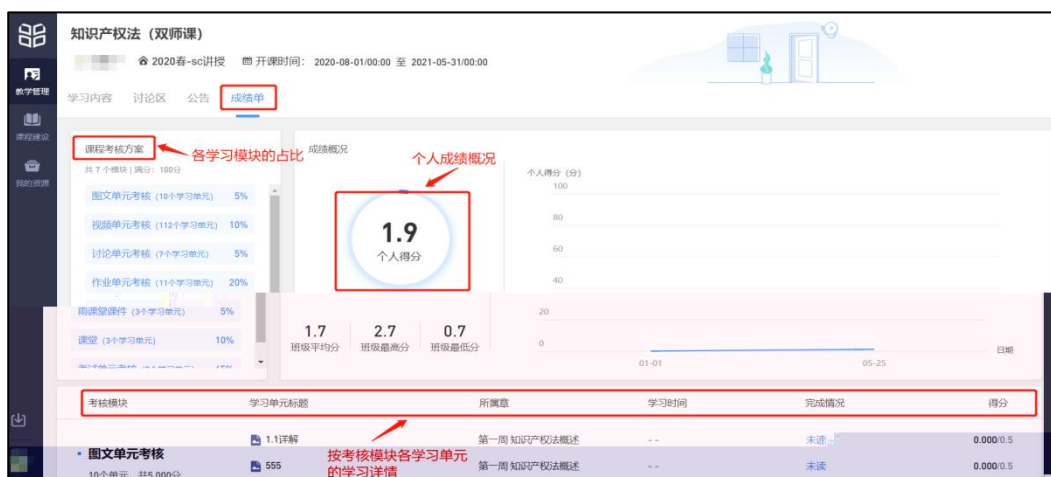 知识产权法（双师课）
2020春-sc讲授 开课时间： 2020-08-01/00:00 至 2021-05-31/00:00
教学管理
学习内容 讨论区 公告 成绩单
课程建设
我的资源
课程考核方案
各学习模块的占比
成绩概况
个人成绩概况
共 7 个模块 | 满分：100分
个人得分（分）
100
图文单元考核 (10个学习单元) 5%
80
视频单元考核 (112个学习单元) 10%
1.9
个人得分
60
讨论单元考核 (7个学习单元) 5%
40
作业单元考核 (11个学习单元) 20%
雨课堂课件 (3个学习单元) 5%
20
1.7 2.7 0.7
班级平均分 班级最高分 班级最低分
课堂 (3个学习单元) 10%
0
日期
01-01 05-25
考核模块 学习单元标题 所属章 学习时间 完成情况 得分
1.1详解 第一周 知识产权法概述 - - 未读 0.000/0.5
图文单元考核
按考核模块各学习单元
的学习详情
555 第一周 知识产权法概述 - - 未读 0.000/0.5
10个单元 共5.000分